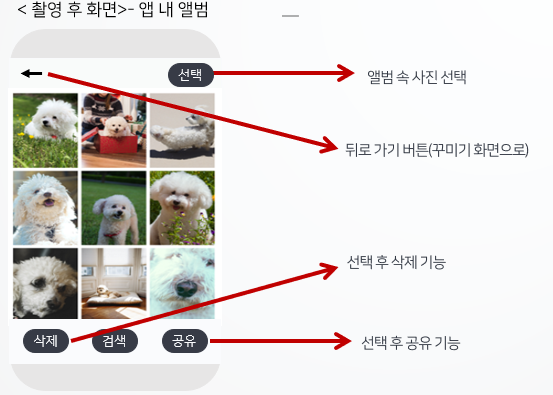 < 촬영 후 화면>- 앱 내 앨범
선택
앨범 속 사진 선택
뒤로 가기 버튼(꾸미기 화면으로)
선택 후 삭제 기능
삭제
검색
공유
선택 후 공유 기능